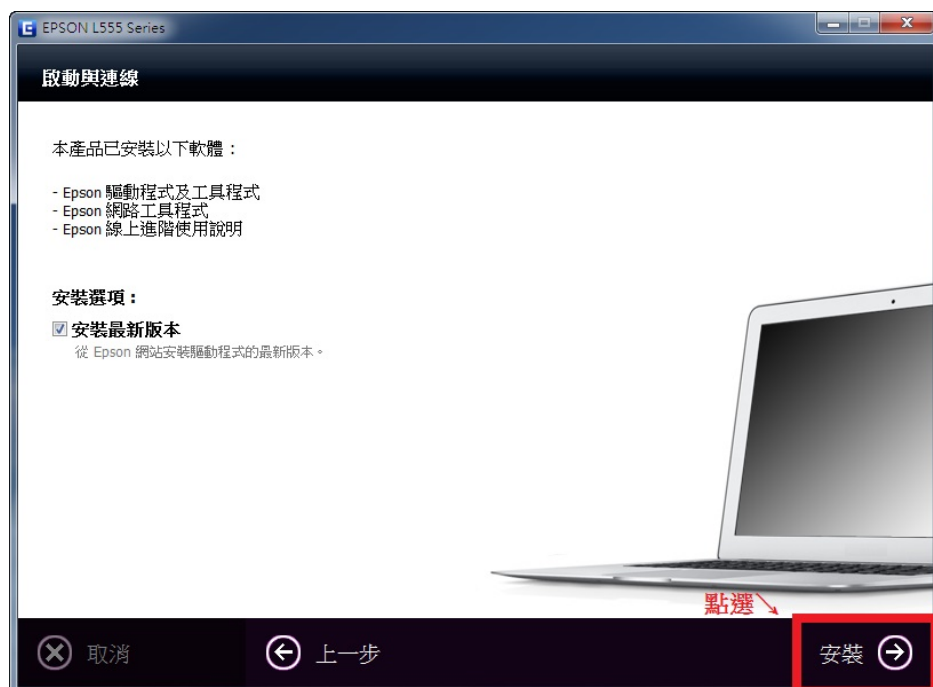 EPSON L555 Series
啟動與連線
本產品已安裝以下軟體：
- Epson 驅動程式及工具程式
- Epson 網路工具程式
- Epson 線上進階使用說明
安裝選項：
安裝最新版本
從 Epson 網站安裝驅動程式的最新版本。
點選↘
取消
上一步
安裝